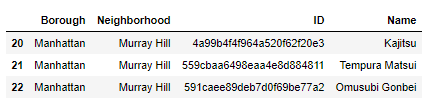 Borough Neighborhood ID Name
20 Manhattan Murray Hill 4a99b4f4f964a520f62f20e3 Kajitsu
21 Manhattan Murray Hill 559cbaa6498eaa4e8d884811 Tempura Matsui
22 Manhattan Murray Hill 591caee89deb7d0f69be77a2 Omusubi Gonbei